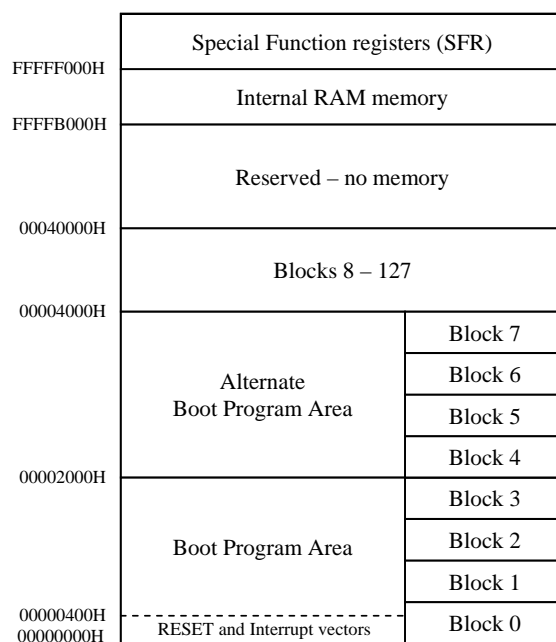 Special Function registers (SFR)
FFFFF000H
Internal RAM memory
FFFFB000H
Reserved – no memory
00040000H
Blocks 8 – 127
00004000H
Block 7
Block 6
Alternate
Boot Program Area
Block 5
Block 4
00002000H
Block 3
Block 2
Boot Program Area
Block 1
00000400H
Block 0
RESET and Interrupt vectors
00000000H